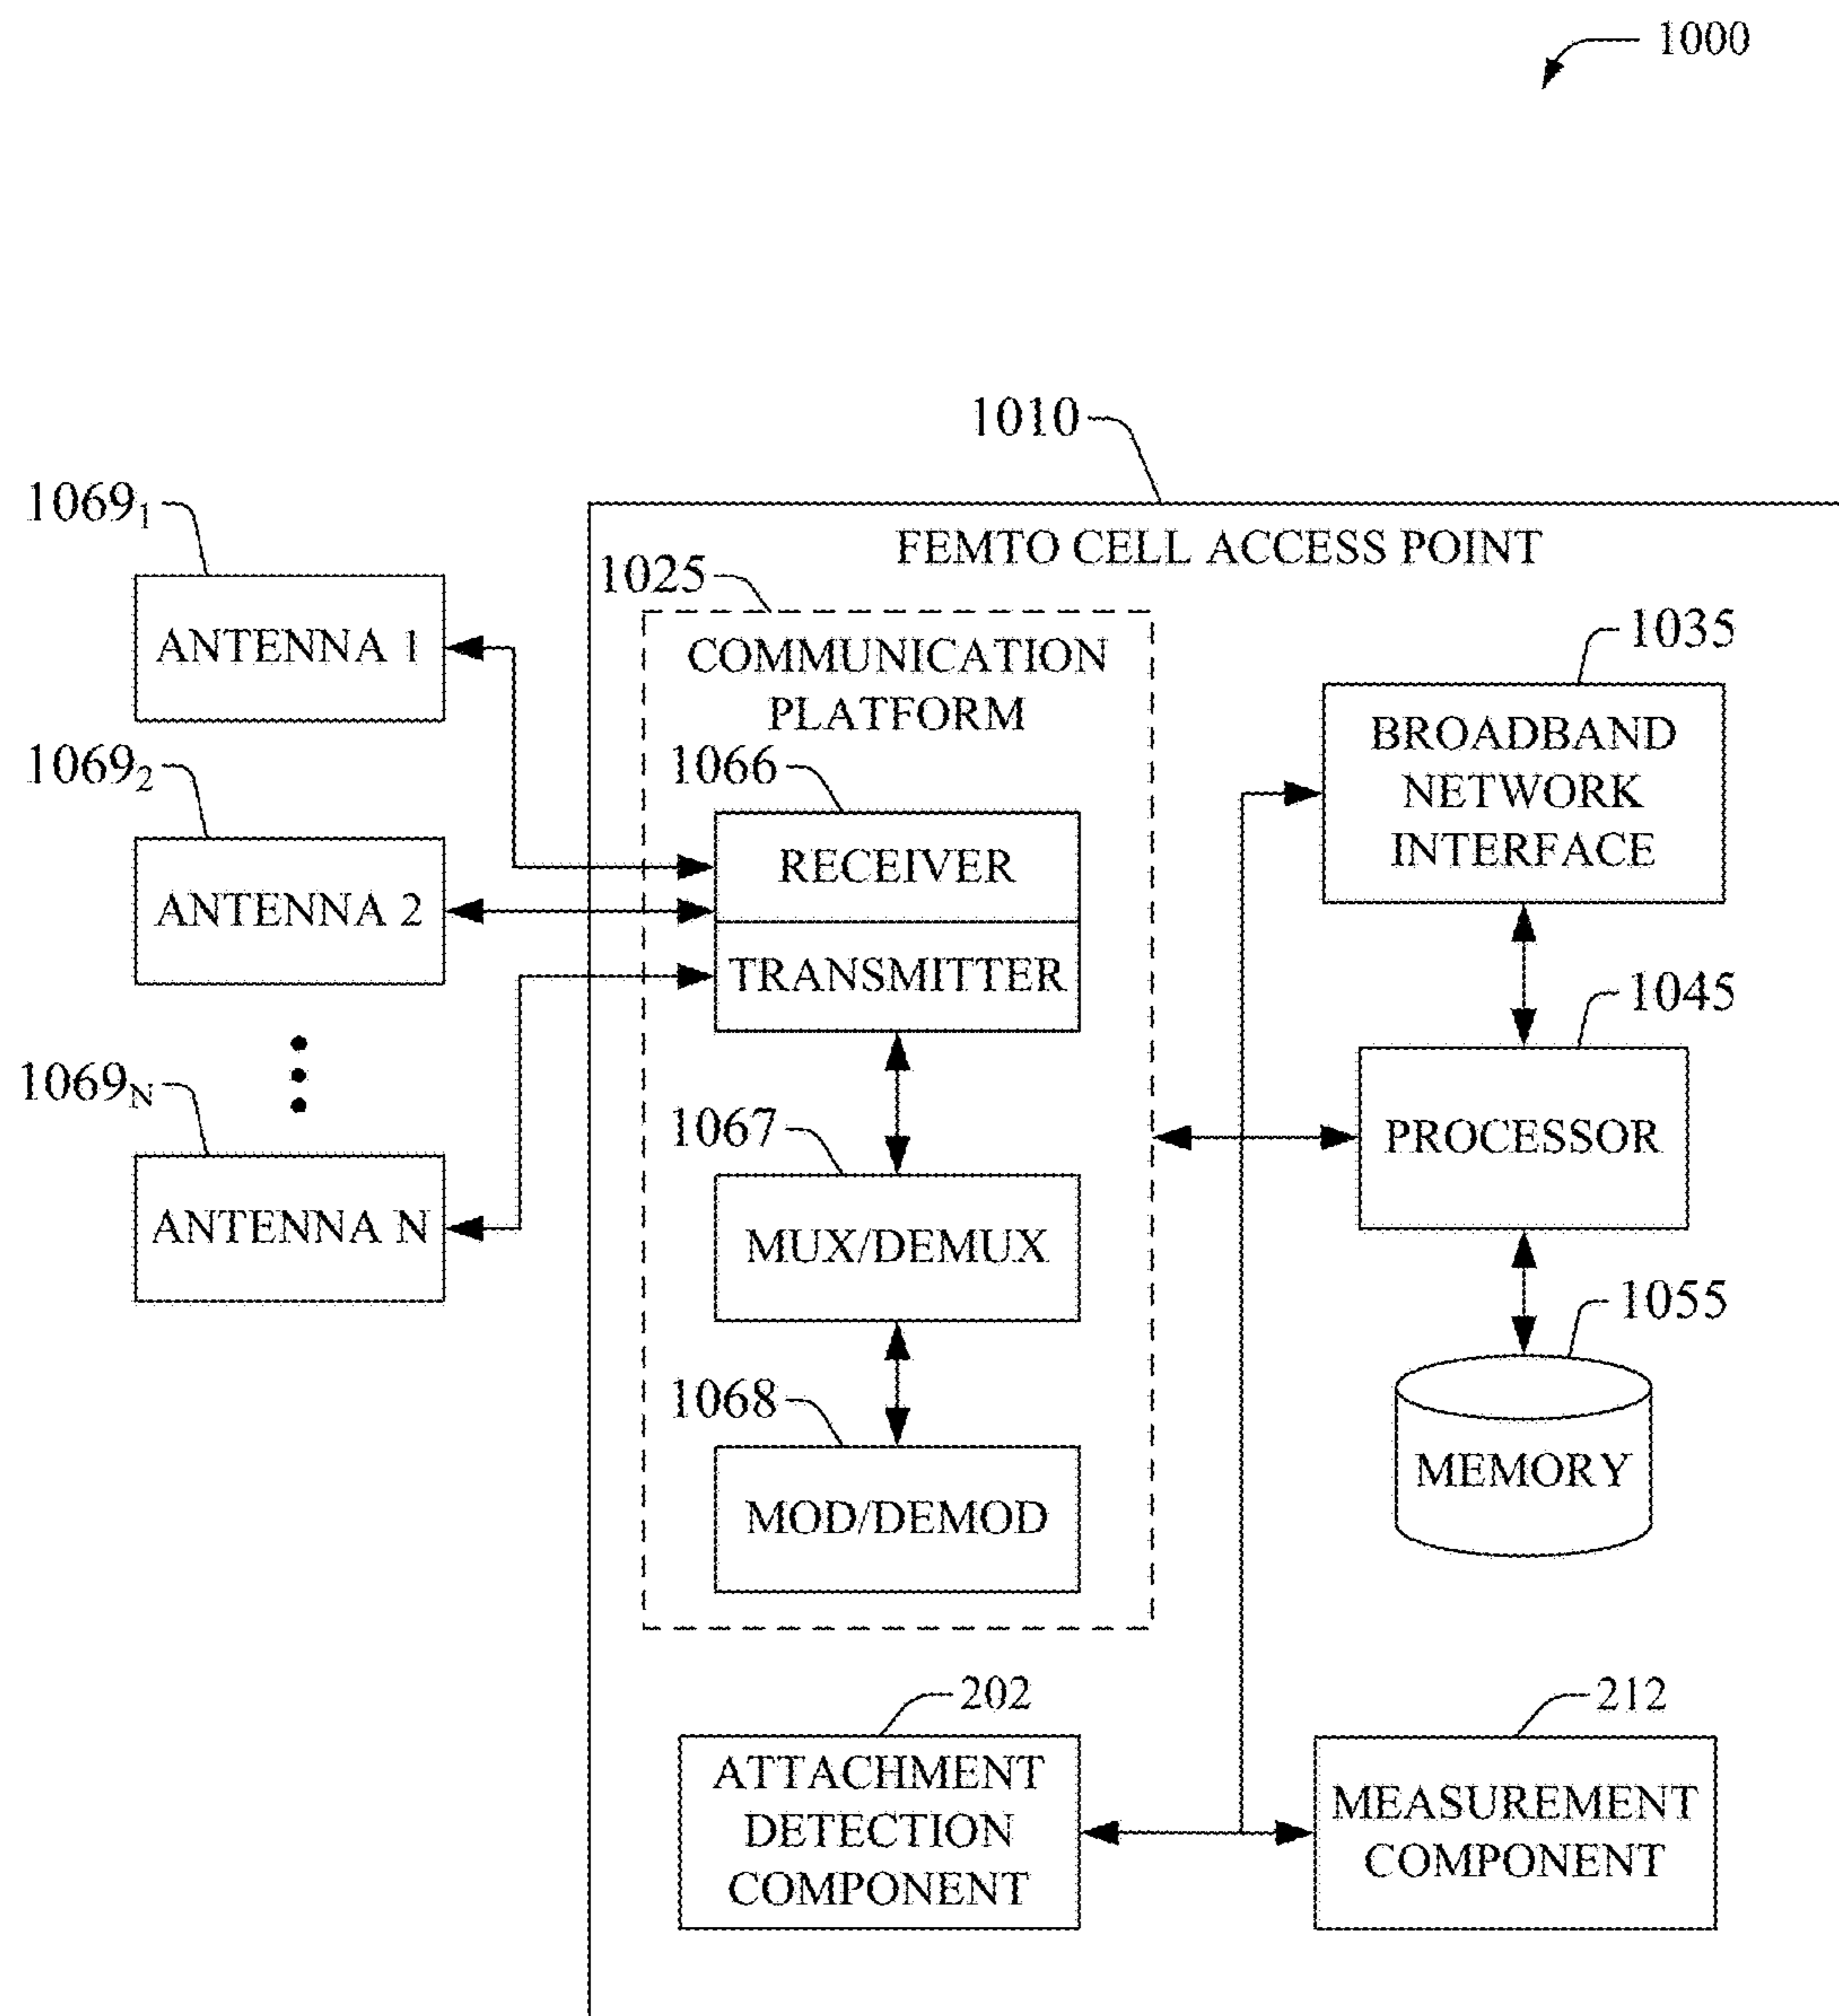 1000
1010
FEMTO CELL ACCESS POINT
1069₁
ANTENNA 1
1069₂
ANTENNA 2
1069N
ANTENNA N
1025
COMMUNICATION
PLATFORM
1066
RECEIVER
TRANSMITTER
1067
MUX/DEMUX
1068
MOD/DEMOD
1035
BROADBAND
NETWORK
INTERFACE
1045
PROCESSOR
1055
MEMORY
202
ATTACHMENT
DETECTION
COMPONENT
212
MEASUREMENT
COMPONENT